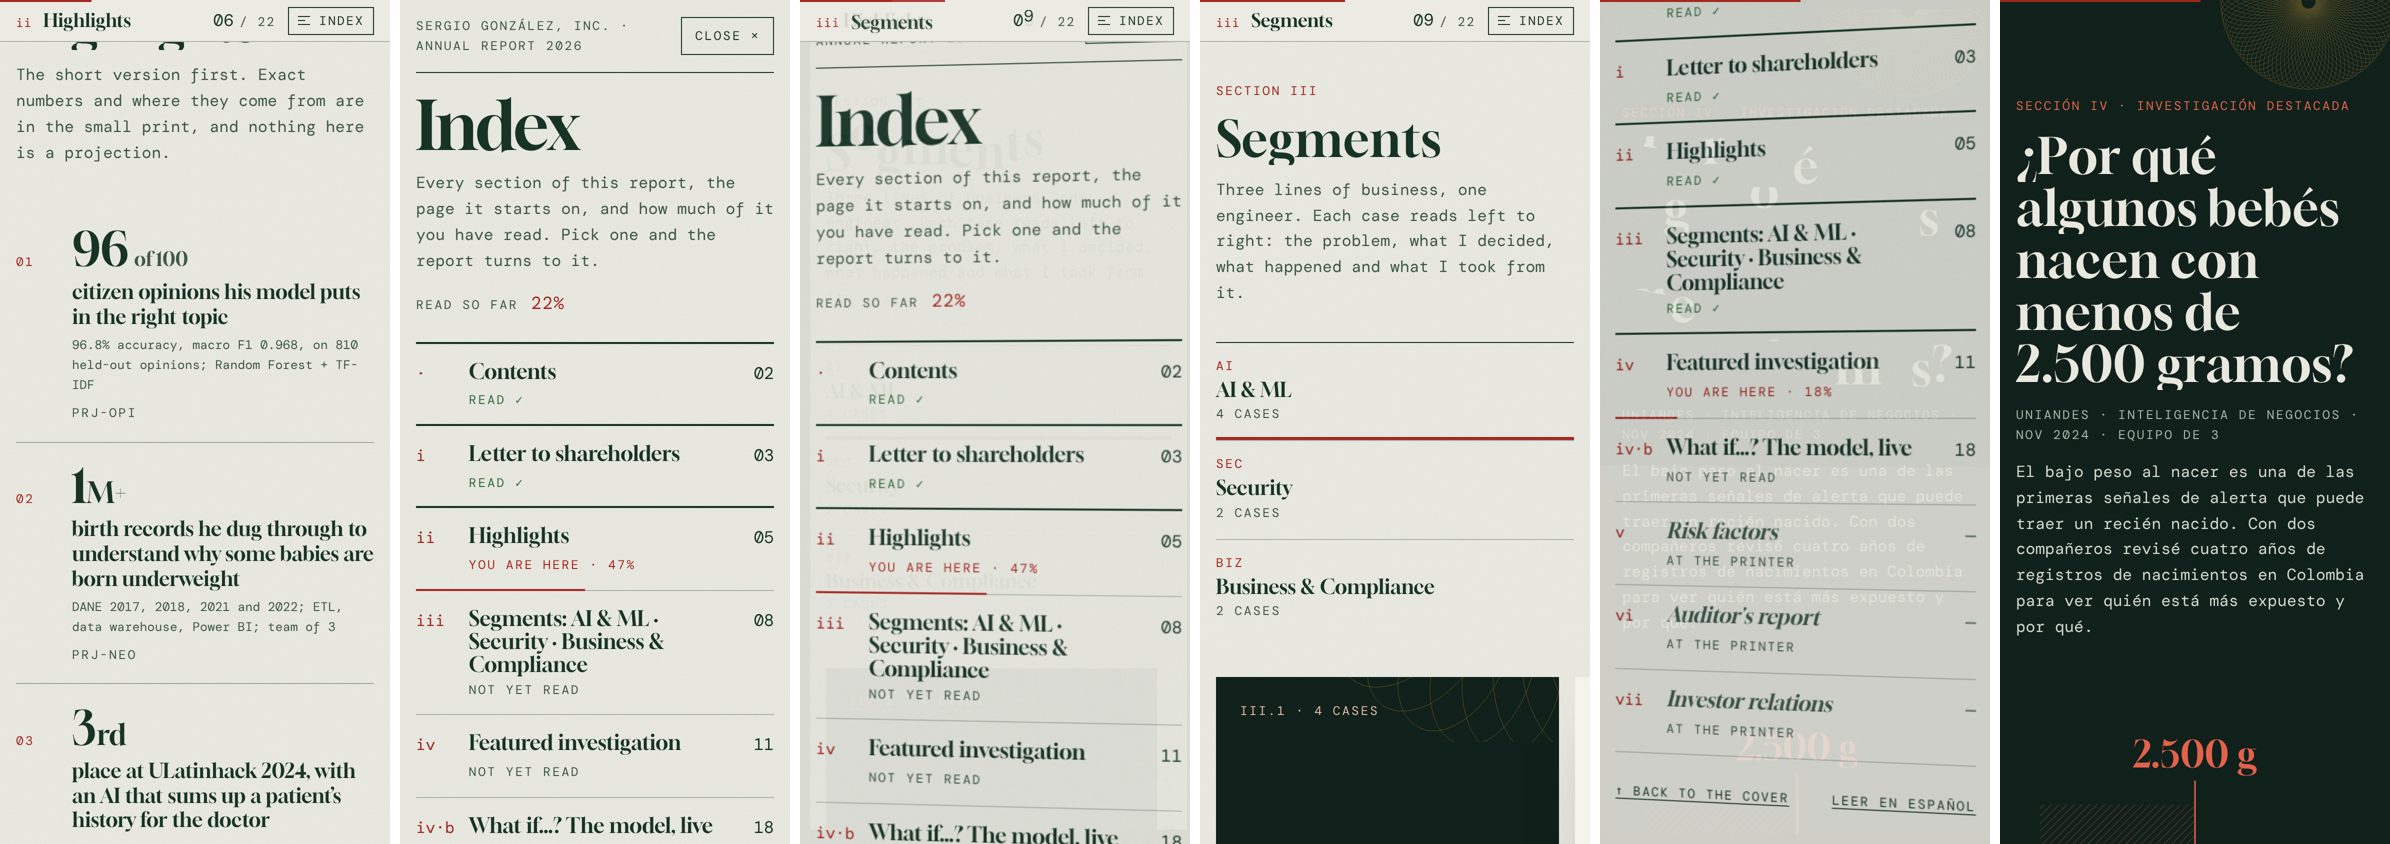 ii Highlights 06 / 22 INDEX
The short version first. Exact
numbers and where they come from are
in the small print, and nothing here
is a projection.
01
96 of 100
citizen opinions his model puts
in the right topic
96.8% accuracy, macro F1 0.968, on 810
held-out opinions; Random Forest + TF-
IDF
PRJ-OPI
02
1M+
birth records he dug through to
understand why some babies are
born underweight
DANE 2017, 2018, 2021 and 2022; ETL,
data warehouse, Power BI; team of 3
PRJ-NEO
03
3rd
place at ULatinhack 2024, with
an AI that sums up a patient's
history for the doctor
SERGIO GONZÁLEZ, INC. ·
ANNUAL REPORT 2026
CLOSE ×
Index
Every section of this report, the
page it starts on, and how much of it
you have read. Pick one and the
report turns to it.
READ SO FAR 22%
· Contents 02
READ ✓
i Letter to shareholders 03
READ ✓
ii Highlights 05
YOU ARE HERE · 47%
iii Segments: AI & ML · 08
Security · Business &
Compliance
NOT YET READ
iv Featured investigation 11
NOT YET READ
iv·b What if...? The model, live 18
iii Segments 09 / 22 INDEX
Index
Every section of this report, the
page it starts on, and how much of it
you have read. Pick one and the
report turns to it.
READ SO FAR 22%
· Contents 02
READ ✓
i Letter to shareholders 03
READ ✓
ii Highlights 05
YOU ARE HERE · 47%
iii Segments: AI & ML · 08
Security · Business &
Compliance
NOT YET READ
iv Featured investigation 11
NOT YET READ
iv·b What if...? The model, live 18
iii Segments 09 / 22 INDEX
SECTION III
Segments
Three lines of business, one
engineer. Each case reads left to
right: the problem, what I decided,
what happened and what I took from
it.
AI
AI & ML
4 CASES
SEC
Security
2 CASES
BIZ
Business & Compliance
2 CASES
III.1 · 4 CASES
READ ✓
i Letter to shareholders 03
READ ✓
ii Highlights 05
READ ✓
iii Segments: AI & ML · 08
Security · Business &
Compliance
READ ✓
iv Featured investigation 11
YOU ARE HERE · 18%
iv·b What if...? The model, live 18
NOT YET READ
v Risk factors –
AT THE PRINTER
vi Auditor's report –
AT THE PRINTER
vii Investor relations –
AT THE PRINTER
2.500 g
↑ BACK TO THE COVER LEER EN ESPAÑOL
SECCIÓN IV · INVESTIGACIÓN DESTACADA
¿Por qué
algunos bebés
nacen con
menos de
2.500 gramos?
UNIANDES · INTELIGENCIA DE NEGOCIOS ·
NOV 2024 · EQUIPO DE 3
El bajo peso al nacer es una de las
primeras señales de alerta que puede
traer un recién nacido. Con dos
compañeros revisé cuatro años de
registros de nacimientos en Colombia
para ver quién está más expuesto y
por qué.
2.500 g